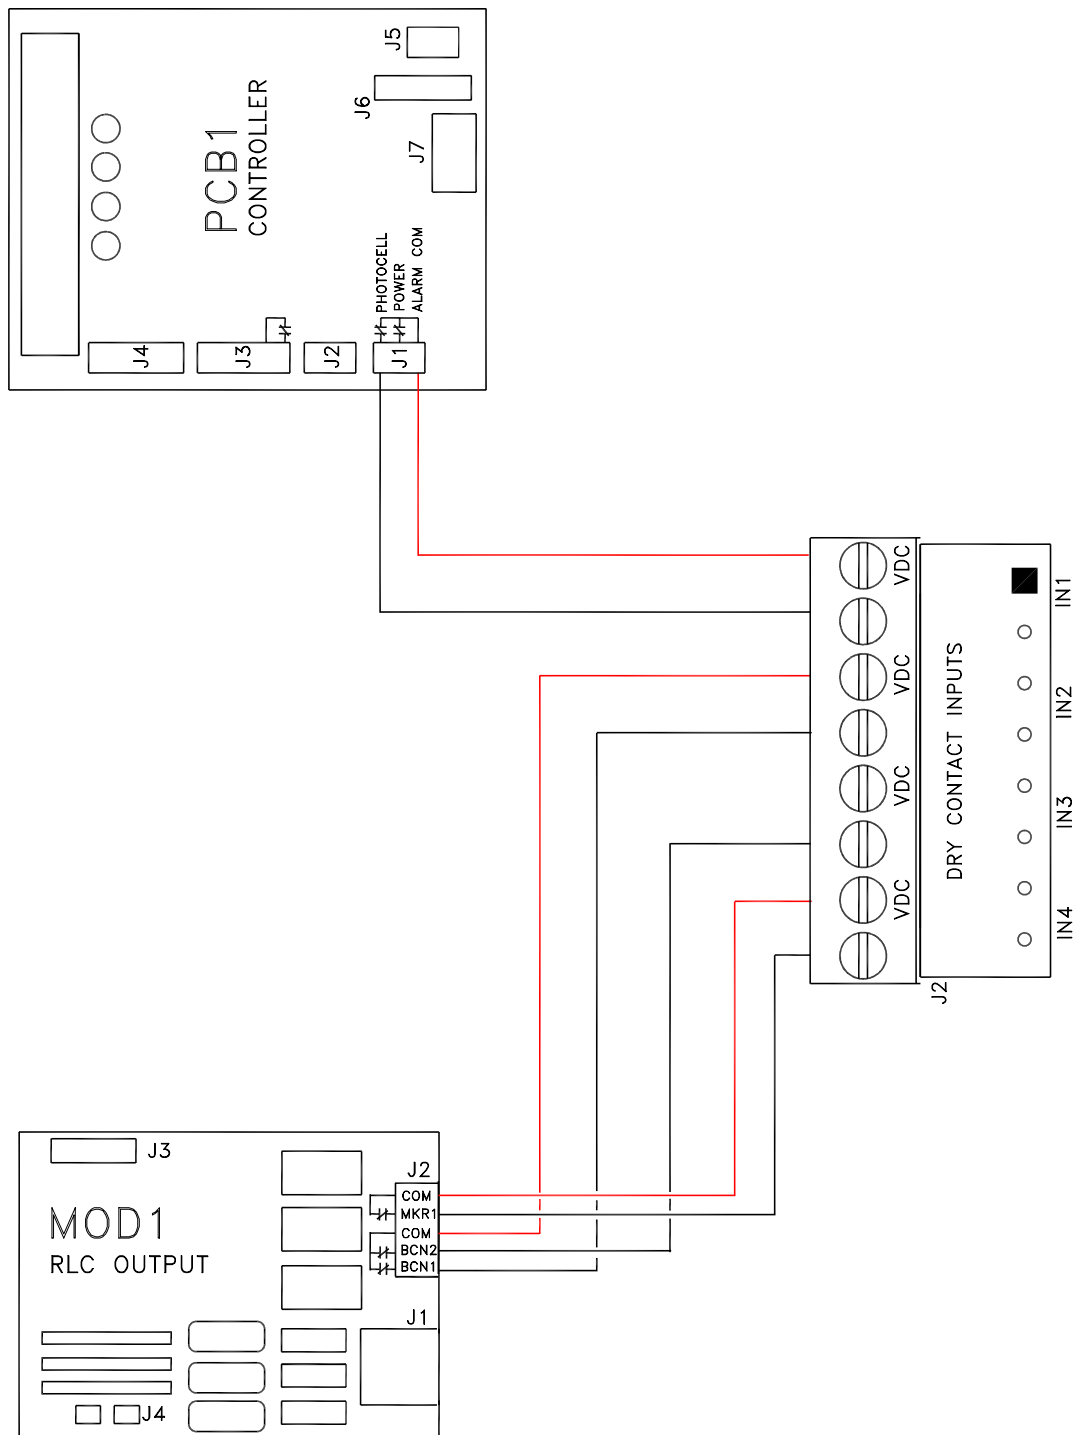 J5
J6
J7
PCB1
CONTROLLER
PHOTOCELL
POWER
ALARM COM
J4
J3
J2
J1
VDC
VDC
VDC
VDC
DRY CONTACT INPUTS
IN1
IN2
IN3
IN4
J2
J3
MOD1
RLC OUTPUT
J2
COM
MKR1
COM
BCN2
BCN1
J1
J4